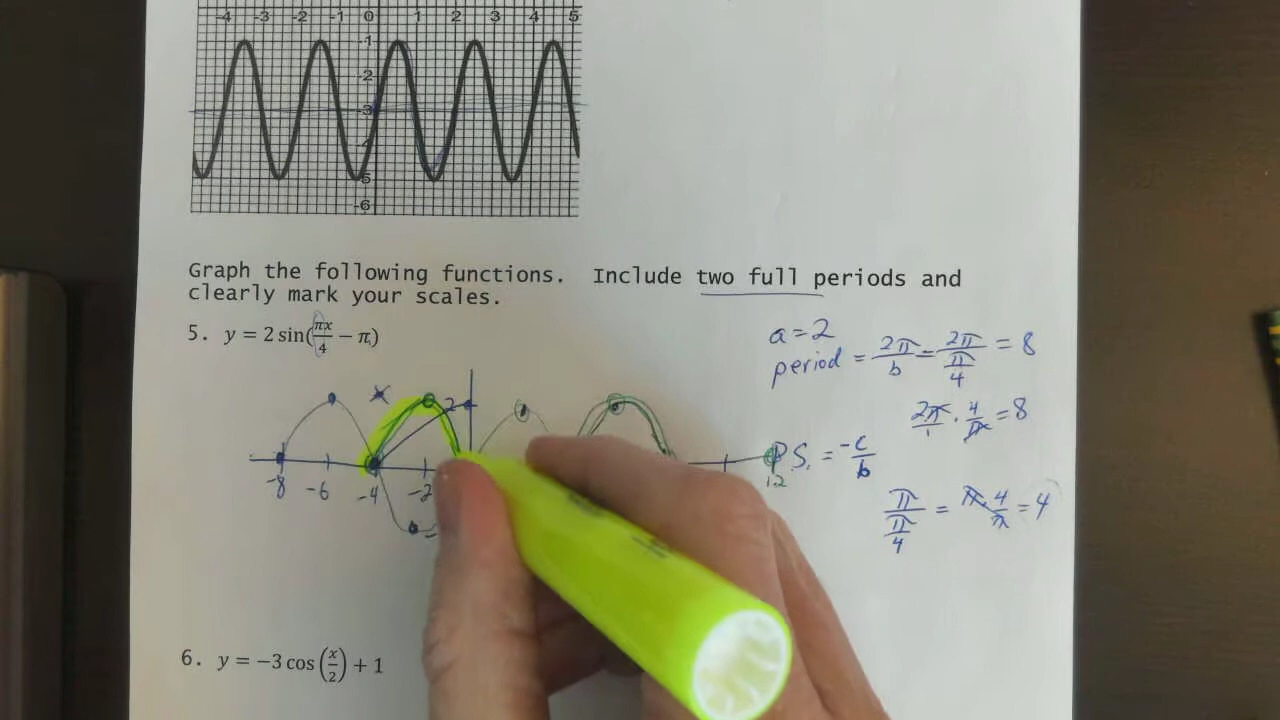 -4 -3 -2 -1 0 1 2 3 4 5
-1
2
-3
5
-6
Graph the following functions. Include two full periods and
clearly mark your scales.
5. y = 2 sin(πx/4 − π)
a = 2
period = 2π/b = 2π/(π/4) = 8
2π/1 · 4/π = 8
P.S. = -c/b
π/(π/4) = π · 4/π = 4
2
-8 -6 -4 -2
12
6. y = −3 cos(x/2) + 1